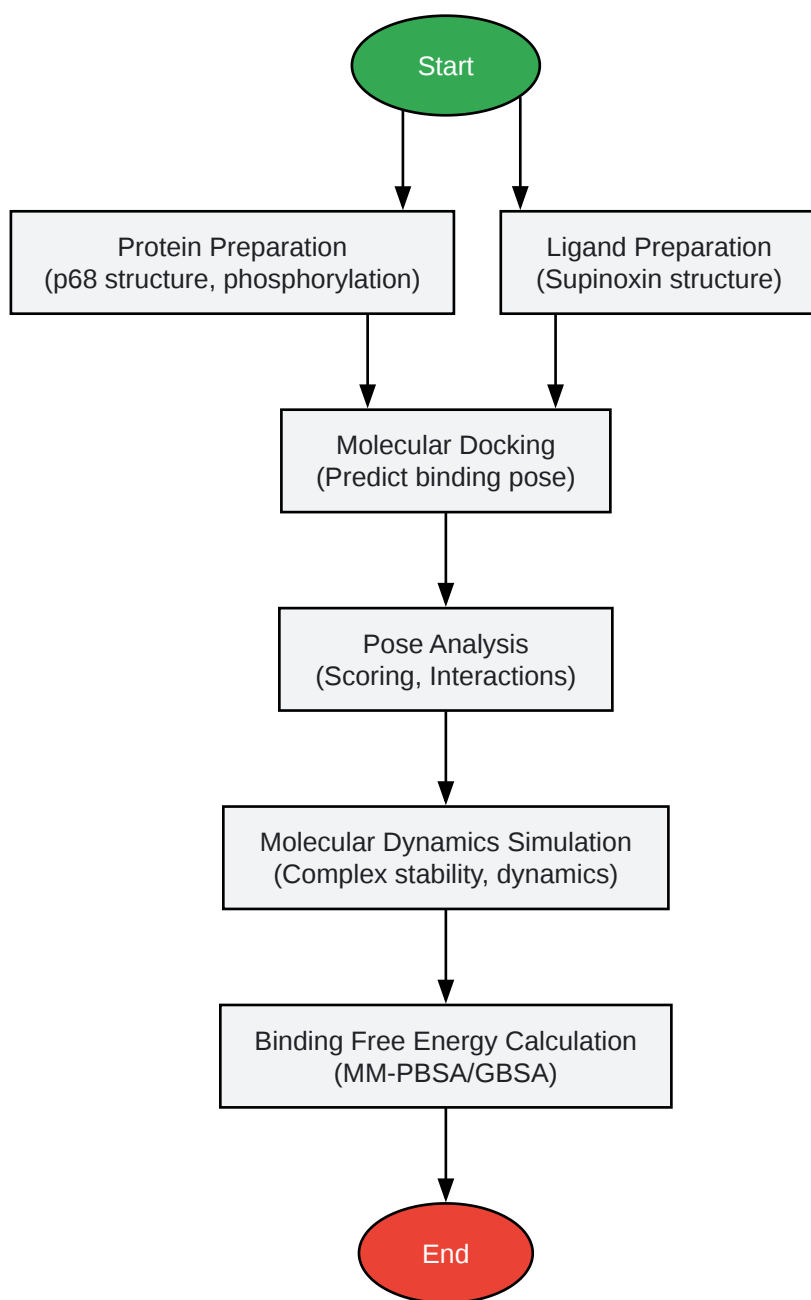 Start
Protein Preparation
(p68 structure, phosphorylation)
Ligand Preparation
(Supinoxin structure)
Molecular Docking
(Predict binding pose)
Pose Analysis
(Scoring, Interactions)
Molecular Dynamics Simulation
(Complex stability, dynamics)
Binding Free Energy Calculation
(MM-PBSA/GBSA)
End